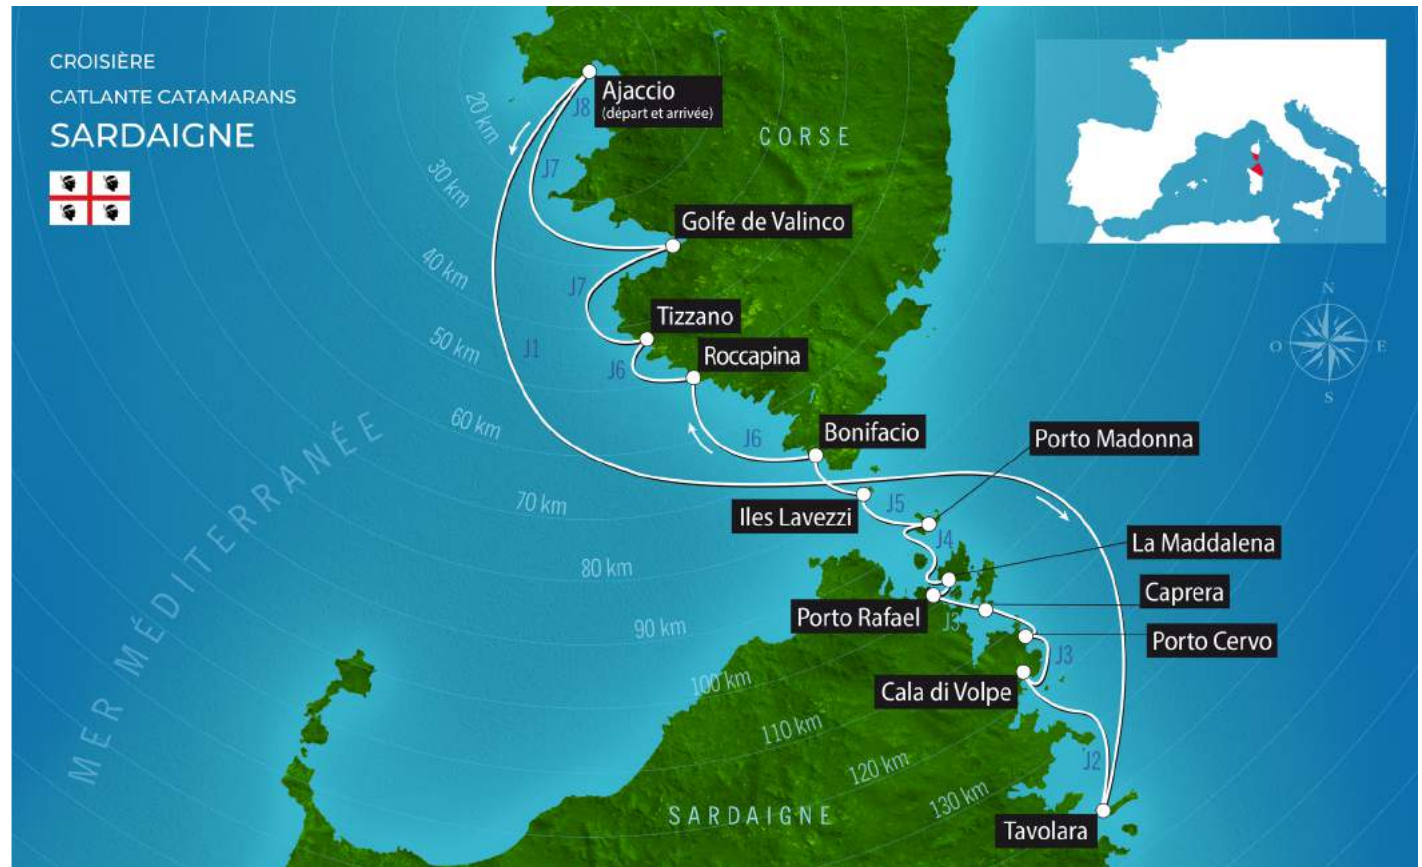 CROISIÈRE
CATLANTE CATAMARANS
SARDAIGNE
Ajaccio
(départ et arrivée)
J8
20 km
CORSE
J7
30 km
Golfe de Valinco
40 km
J7
N
Tizzano
50 km
J1
Roccapina
O
E
J6
S
60 km
Bonifacio
J6
Porto Madonna
MER MÉDITERRANÉE
70 km
Iles Lavezzi
J5
J4
La Maddalena
80 km
Caprera
Porto Rafael
J3
90 km
Porto Cervo
J3
100 km
Cala di Volpe
110 km
120 km
J2
130 km
SARDAIGNE
Tavolara